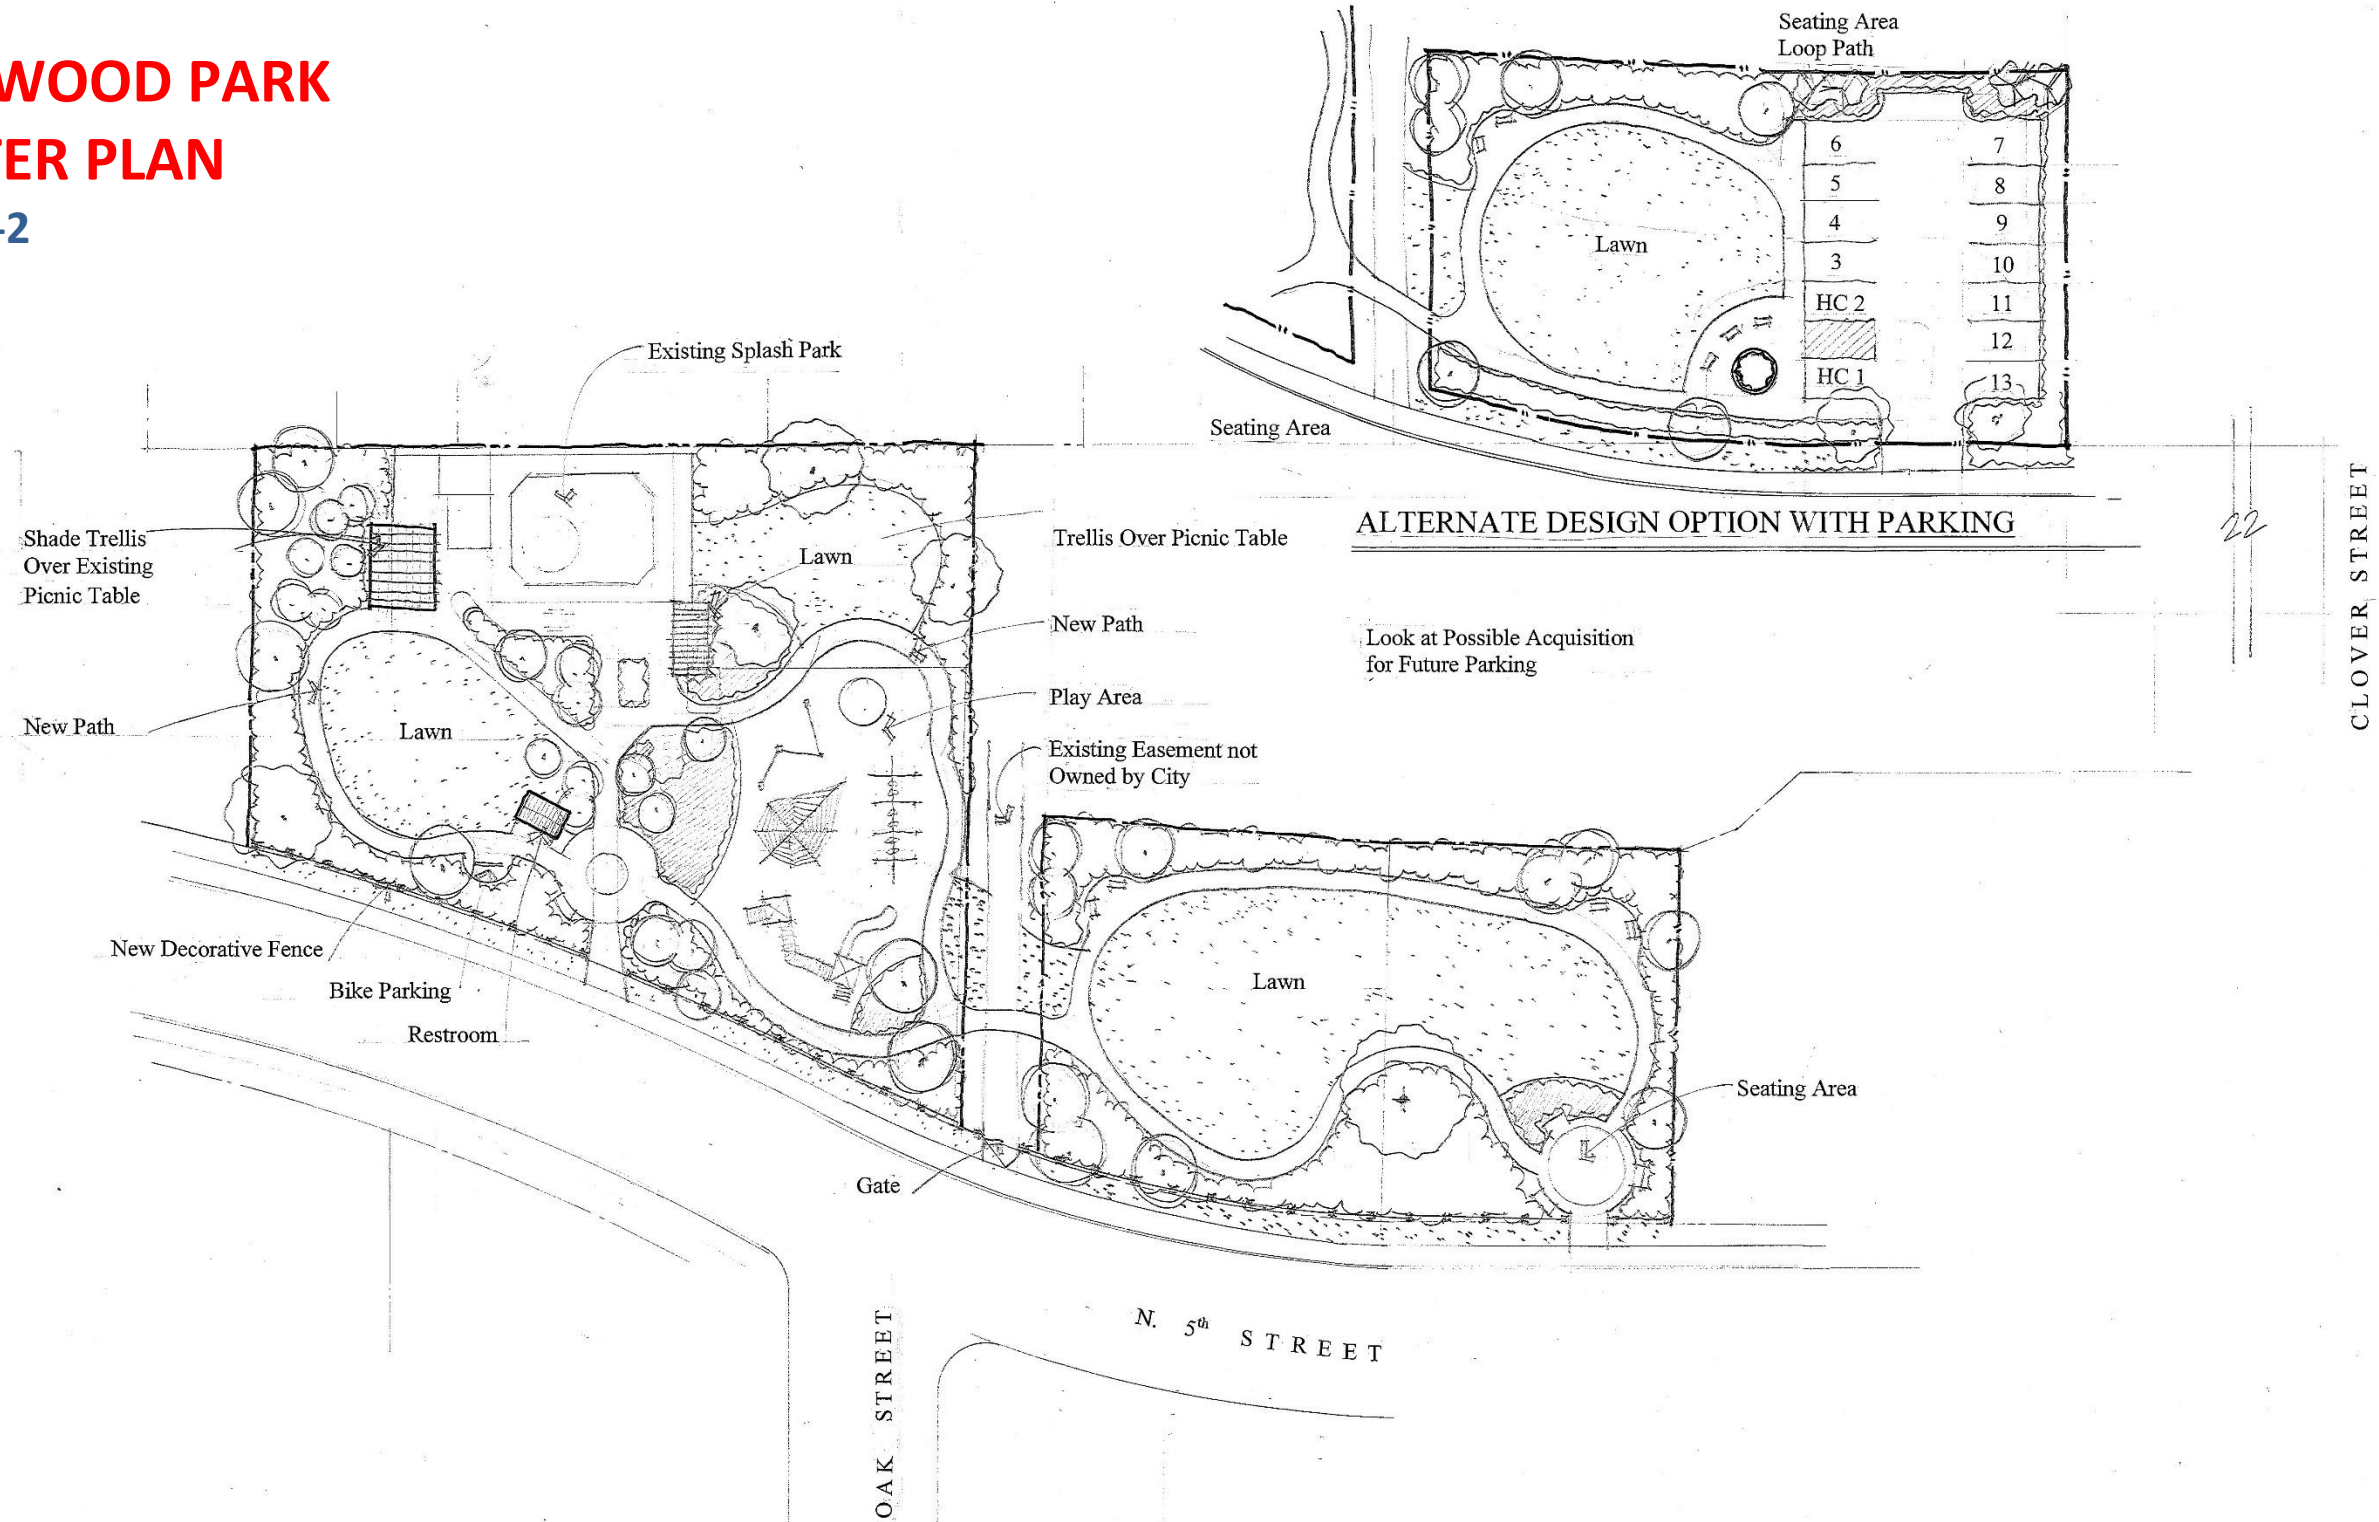 WOOD PARK
TER PLAN
-2
Seating Area
Loop Path
6
5
4
3
HC 2
HC 1
7
8
9
10
11
12
13
Lawn
Seating Area
ALTERNATE DESIGN OPTION WITH PARKING
Look at Possible Acquisition
for Future Parking
22
CLOVER STREET
Existing Splash Park
Shade Trellis
Over Existing
Picnic Table
Lawn
Trellis Over Picnic Table
New Path
Play Area
Existing Easement not
Owned by City
New Path
Lawn
New Decorative Fence
Bike Parking
Restroom
Lawn
Seating Area
Gate
N. 5th STREET
OAK STREET